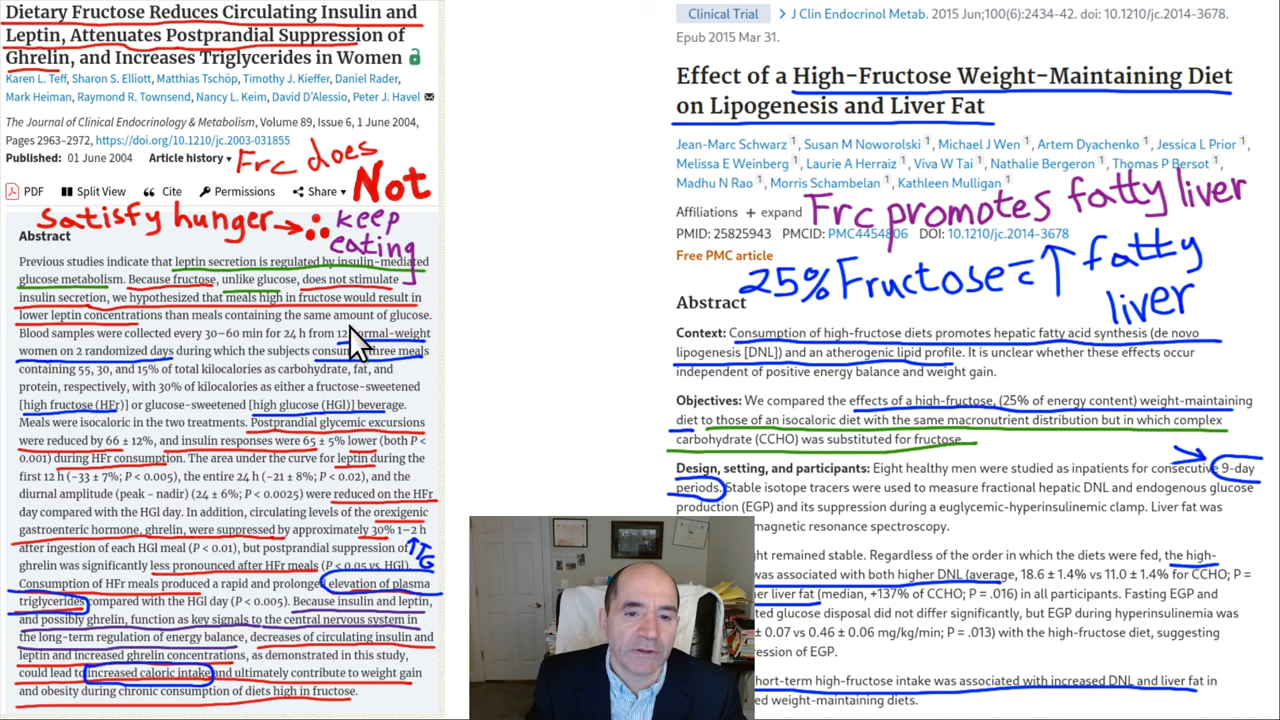 Dietary Fructose Reduces Circulating Insulin and
Leptin, Attenuates Postprandial Suppression of
Ghrelin, and Increases Triglycerides in Women
Karen L. Teff, Sharon S. Elliott, Matthias Tschöp, Timothy J. Kieffer, Daniel Rader,
Mark Heiman, Raymond R. Townsend, Nancy L. Keim, David D'Alessio, Peter J. Havel
The Journal of Clinical Endocrinology & Metabolism, Volume 89, Issue 6, 1 June 2004,
Pages 2963–2972, https://doi.org/10.1210/jc.2003-031855
Published: 01 June 2004 Article history
Frc does
Not
PDF Split View Cite Permissions Share
Satisfy hunger
keep
eating
Abstract
Previous studies indicate that leptin secretion is regulated by insulin-mediated
glucose metabolism. Because fructose, unlike glucose, does not stimulate
insulin secretion, we hypothesized that meals high in fructose would result in
lower leptin concentrations than meals containing the same amount of glucose.
Blood samples were collected every 30–60 min for 24 h from 12 normal-weight
women on 2 randomized days during which the subjects consumed three meals
containing 55, 30, and 15% of total kilocalories as carbohydrate, fat, and
protein, respectively, with 30% of kilocalories as either a fructose-sweetened
[high fructose (HFr)] or glucose-sweetened [high glucose (HGl)] beverage.
Meals were isocaloric in the two treatments. Postprandial glycemic excursions
were reduced by 66 ± 12%, and insulin responses were 65 ± 5% lower (both P <
0.001) during HFr consumption. The area under the curve for leptin during the
first 12 h (−33 ± 7%; P < 0.005), the entire 24 h (−21 ± 8%; P < 0.02), and the
diurnal amplitude (peak − nadir) (24 ± 6%; P < 0.0025) were reduced on the HFr
day compared with the HGl day. In addition, circulating levels of the orexigenic
gastroenteric hormone, ghrelin, were suppressed by approximately 30% 1–2 h
after ingestion of each HGl meal (P < 0.01), but postprandial suppression of
TG
ghrelin was significantly less pronounced after HFr meals (P < 0.05 vs. HGl).
Consumption of HFr meals produced a rapid and prolonged elevation of plasma
triglycerides compared with the HGl day (P < 0.005). Because insulin and leptin,
and possibly ghrelin, function as key signals to the central nervous system in
the long-term regulation of energy balance, decreases of circulating insulin and
leptin and increased ghrelin concentrations, as demonstrated in this study,
could lead to increased caloric intake and ultimately contribute to weight gain
and obesity during chronic consumption of diets high in fructose.
Clinical Trial > J Clin Endocrinol Metab. 2015 Jun;100(6):2434-42. doi: 10.1210/jc.2014-3678.
Epub 2015 Mar 31.
Effect of a High-Fructose Weight-Maintaining Diet
on Lipogenesis and Liver Fat
Jean-Marc Schwarz 1, Susan M Noworolski 1, Michael J Wen 1, Artem Dyachenko 1, Jessica L Prior 1,
Melissa E Weinberg 1, Laurie A Herraiz 1, Viva W Tai 1, Nathalie Bergeron 1, Thomas P Bersot 1,
Madhu N Rao 1, Morris Schambelan 1, Kathleen Mulligan 1
Affiliations + expand
Frc promotes fatty liver
PMID: 25825943 PMCID: PMC4454806 DOI: 10.1210/jc.2014-3678
Free PMC article
25% Fructose = ↑ fatty
liver
Abstract
Context: Consumption of high-fructose diets promotes hepatic fatty acid synthesis (de novo
lipogenesis [DNL]) and an atherogenic lipid profile. It is unclear whether these effects occur
independent of positive energy balance and weight gain.
Objectives: We compared the effects of a high-fructose, (25% of energy content) weight-maintaining
diet to those of an isocaloric diet with the same macronutrient distribution but in which complex
carbohydrate (CCHO) was substituted for fructose.
Design, setting, and participants: Eight healthy men were studied as inpatients for consecutive 9-day
periods. Stable isotope tracers were used to measure fractional hepatic DNL and endogenous glucose
production (EGP) and its suppression during a euglycemic-hyperinsulinemic clamp. Liver fat was
magnetic resonance spectroscopy.
ht remained stable. Regardless of the order in which the diets were fed, the high-
was associated with both higher DNL (average, 18.6 ± 1.4% vs 11.0 ± 1.4% for CCHO; P =
er liver fat (median, +137% of CCHO; P = .016) in all participants. Fasting EGP and
ted glucose disposal did not differ significantly, but EGP during hyperinsulinemia was
± 0.07 vs 0.46 ± 0.06 mg/kg/min; P = .013) with the high-fructose diet, suggesting
ression of EGP.
hort-term high-fructose intake was associated with increased DNL and liver fat in
ed weight-maintaining diets.